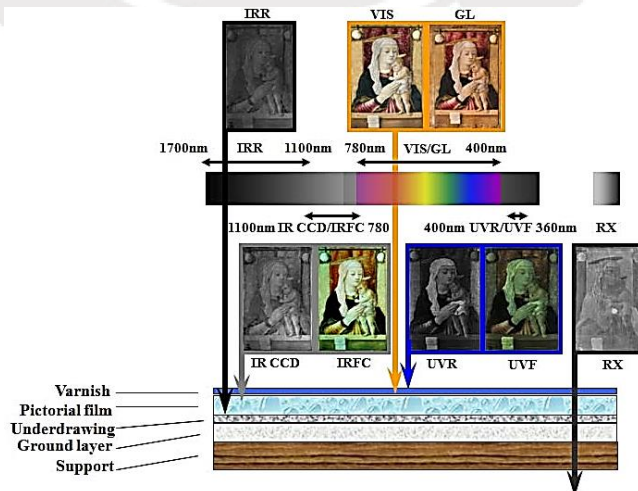 IRR VIS GL
1700nm IRR 1100nm 780nm VIS/GL 400nm
1100nm IR CCD/IRFC 780 400nm UVR/UVF 360nm RX
IR CCD IRFC UVR UVF RX
Varnish
Pictorial film
Underdrawing
Ground layer
Support